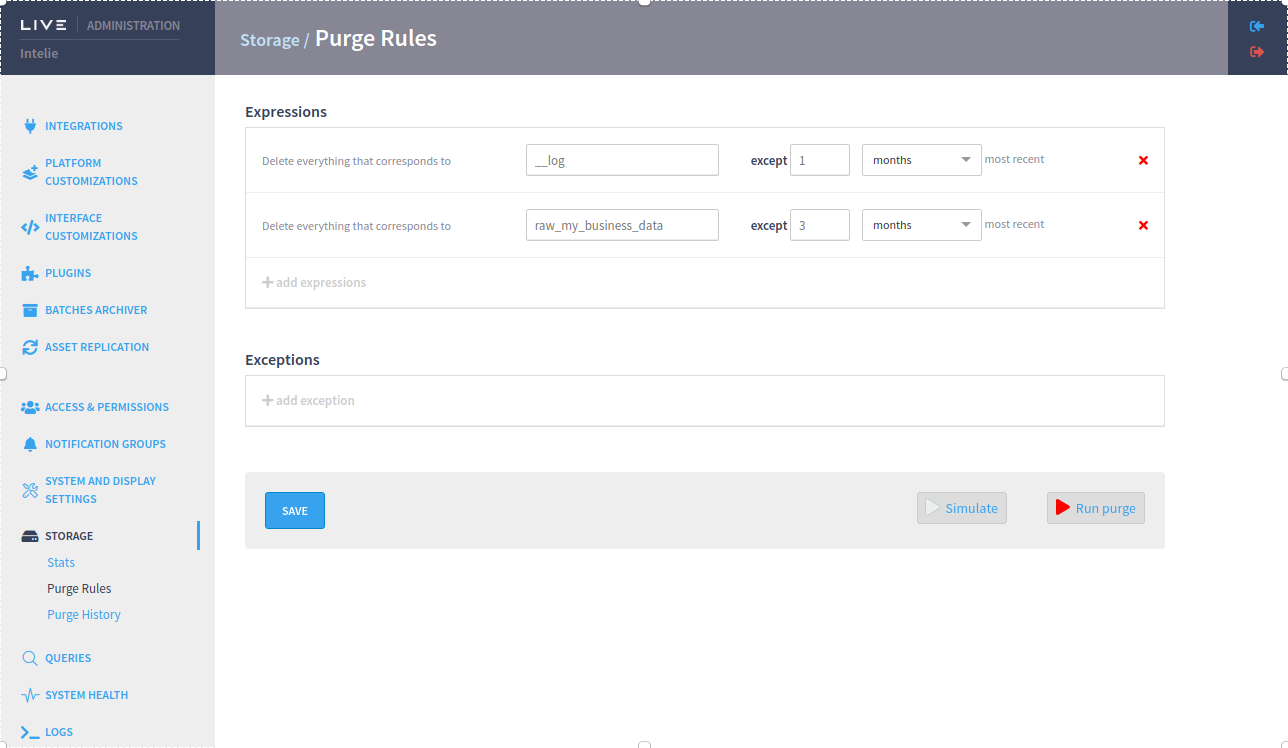 LIVE ADMINISTRATION
Intelie
Storage / Purge Rules
INTEGRATIONS
PLATFORM
CUSTOMIZATIONS
INTERFACE
CUSTOMIZATIONS
PLUGINS
BATCHES ARCHIVER
ASSET REPLICATION
ACCESS & PERMISSIONS
NOTIFICATION GROUPS
SYSTEM AND DISPLAY
SETTINGS
STORAGE
Stats
Purge Rules
Purge History
QUERIES
SYSTEM HEALTH
LOGS
Expressions
Delete everything that corresponds to __log except 1 months most recent
Delete everything that corresponds to raw_my_business_data except 3 months most recent
add expressions
Exceptions
add exception
SAVE Simulate Run purge